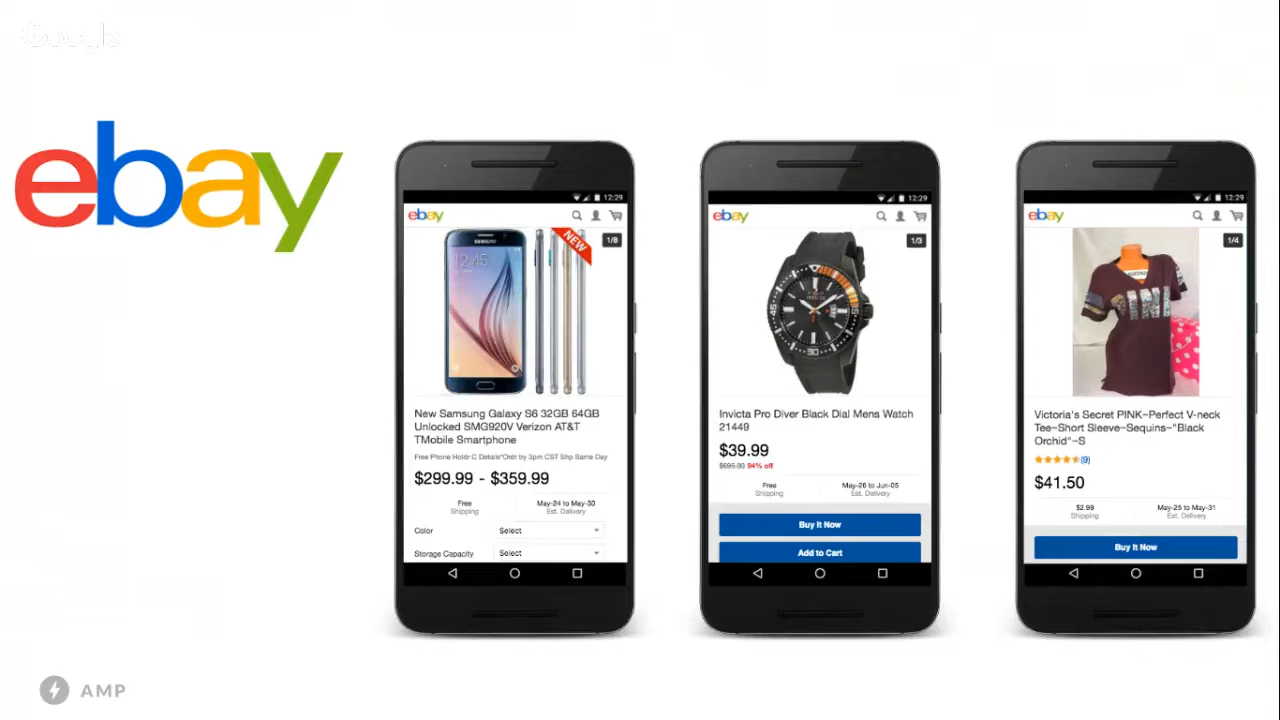 Google
ebay
12:29
ebay
1/8
NEW
SAMSUNG
12:45
New Samsung Galaxy S6 32GB 64GB
Unlocked SMG920V Verizon AT&T
TMobile Smartphone
Free Phone Holdr C Details*Ordr by 3pm CST Shp Same Day
$299.99 - $359.99
Free
Shipping
May-24 to May-30
Est. Delivery
Color
Select
Storage Capacity
Select
12:29
ebay
1/3
Invicta Pro Diver Black Dial Mens Watch
21449
$39.99
$695.00 94% off
Free
Shipping
May-26 to Jun-05
Est. Delivery
Buy It Now
Add to Cart
12:29
ebay
1/4
Victoria's Secret PINK-Perfect V-neck
Tee-Short Sleeve-Sequins-"Black
Orchid"-S
(9)
$41.50
$2.99
Shipping
May-25 to May-31
Est. Delivery
Buy It Now
AMP